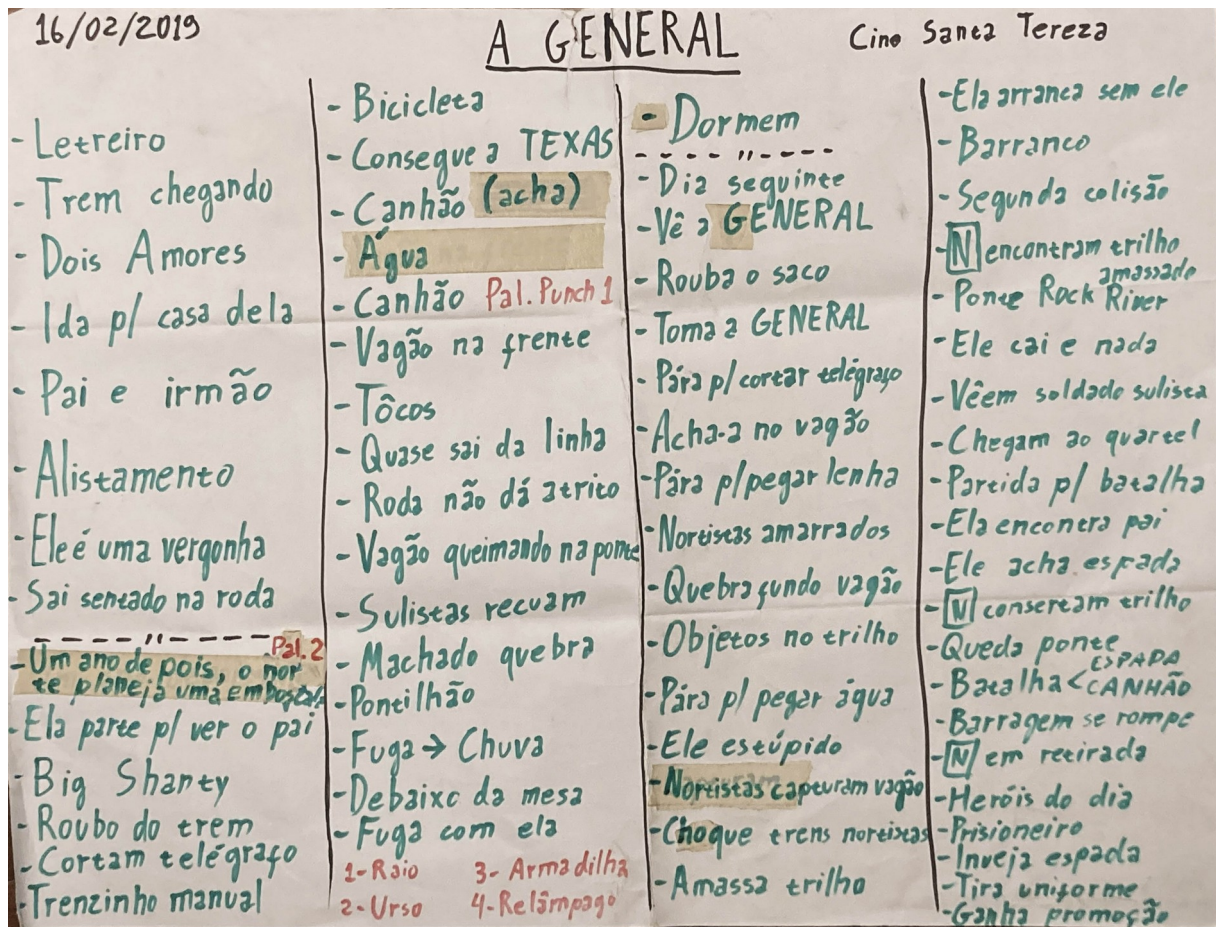 16/02/2019
A GENERAL
Cine Santa Tereza
- Letreiro
- Trem chegando
- Dois Amores
- Ida p/ casa dela
- Pai e irmão
- Alistamento
- Ele é uma vergonha
- Sai sentado na roda
- - - - - " - - - - -
Pal. 2
- Um ano depois, o nor
te planeja uma emboscada
- Ela parte p/ ver o pai
- Big Shanty
- Roubo do trem
- Cortam telégrafo
- Trenzinho manual
- Bicicleta
- Consegue a TEXAS
- Canhão (acha)
- Água
- Canhão Pal. Punch 1
- Vagão na frente
- Tôcos
- Quase sai da linha
- Roda não dá atrito
- Vagão queimando na ponte
- Sulistas recuam
- Machado quebra
- Pontilhão
- Fuga → Chuva
- Debaixo da mesa
- Fuga com ela
1- Raio 3- Armadilha
2- Urso 4- Relâmpago
- Dormem
- - - - " - - - -
- Dia seguinte
- Vê a GENERAL
- Rouba o saco
- Toma a GENERAL
- Pára p/ cortar telégrafo
- Acha-a no vagão
- Pára p/ pegar lenha
- Nortistas amarrados
- Quebra fundo vagão
- Objetos no trilho
- Pára p/ pegar água
- Ele estúpido
- Nortistas capturam vagão
- Choque trens nortistas
- Amassa trilho
- Ela arranca sem ele
- Barranco
- Segunda colisão
- N encontram trilho
amassado
- Ponte Rock River
- Ele cai e nada
- Vêem soldado sulista
- Chegam ao quartel
- Partida p/ batalha
- Ela encontra pai
- Ele acha espada
- N consertam trilho
- Queda ponte
- Batalha < ESPADA
CANHÃO
- Barragem se rompe
- N em retirada
- Heróis do dia
- Prisioneiro
- Inveja espada
- Tira uniforme
- Ganha promoção